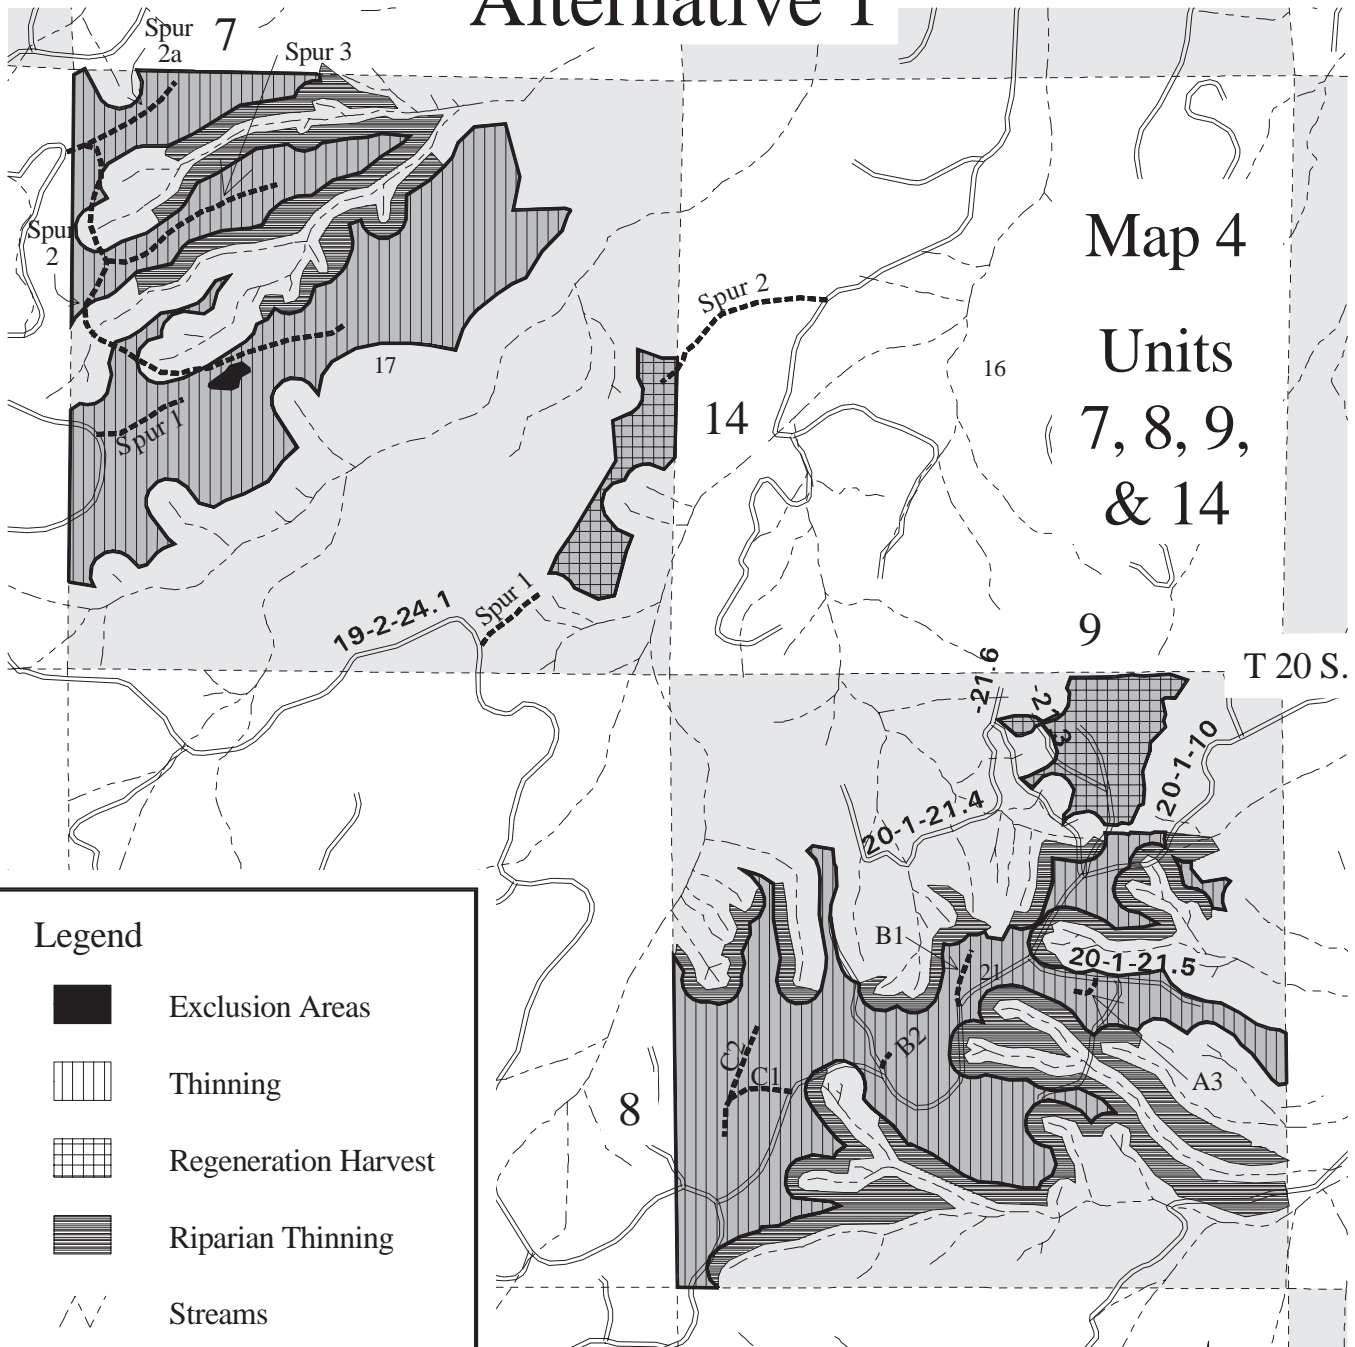 Alternative 1
Spur
2a
7
Spur 3
Spur
2
Spur 1
17
Spur 2
14
16
Map 4
Units
7, 8, 9,
& 14
19-2-24.1
Spur 1
9
T 20 S.
-21.6
20-1-10
20-1-21.4
B1
21
20-1-21.5
B2
C2
C1
A3
8
Legend
Exclusion Areas
Thinning
Regeneration Harvest
Riparian Thinning
Streams